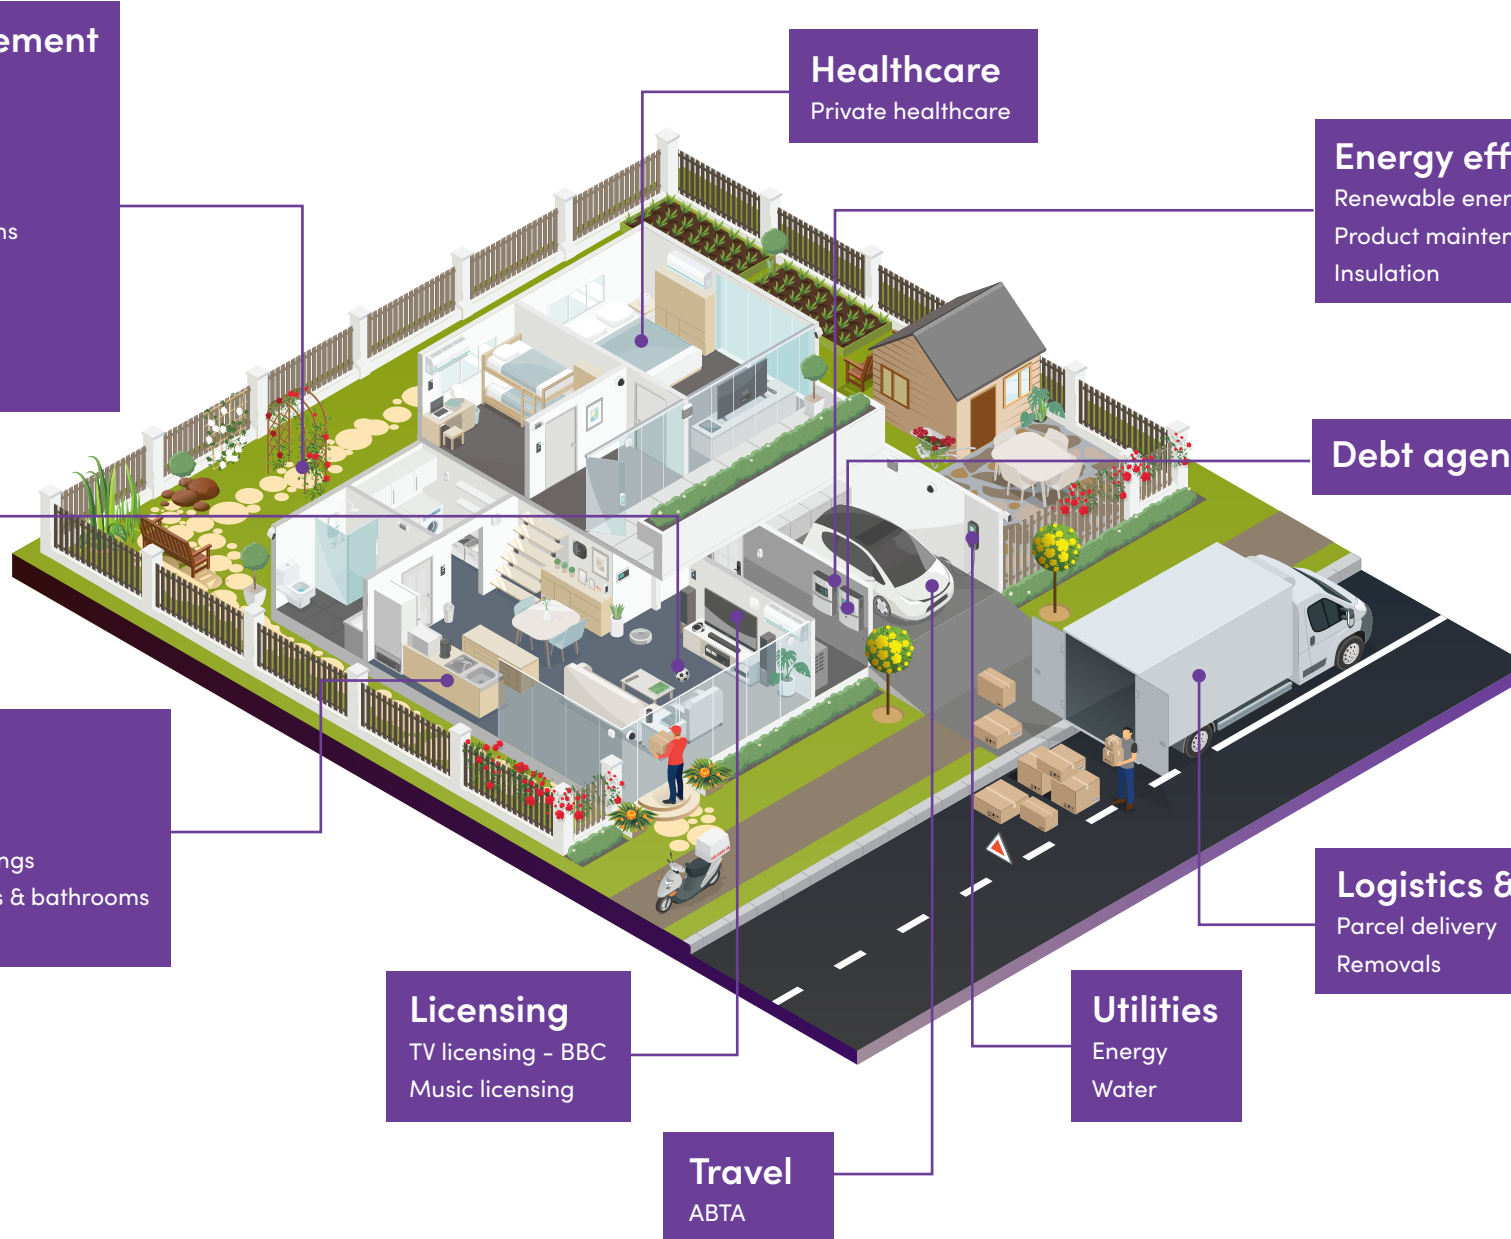 ement
ns
Healthcare
Private healthcare
Energy eff
Renewable ener
Product mainten
Insulation
Debt agen
ngs
s & bathrooms
Licensing
TV licensing - BBC
Music licensing
Travel
ABTA
Utilities
Energy
Water
Logistics &
Parcel delivery
Removals